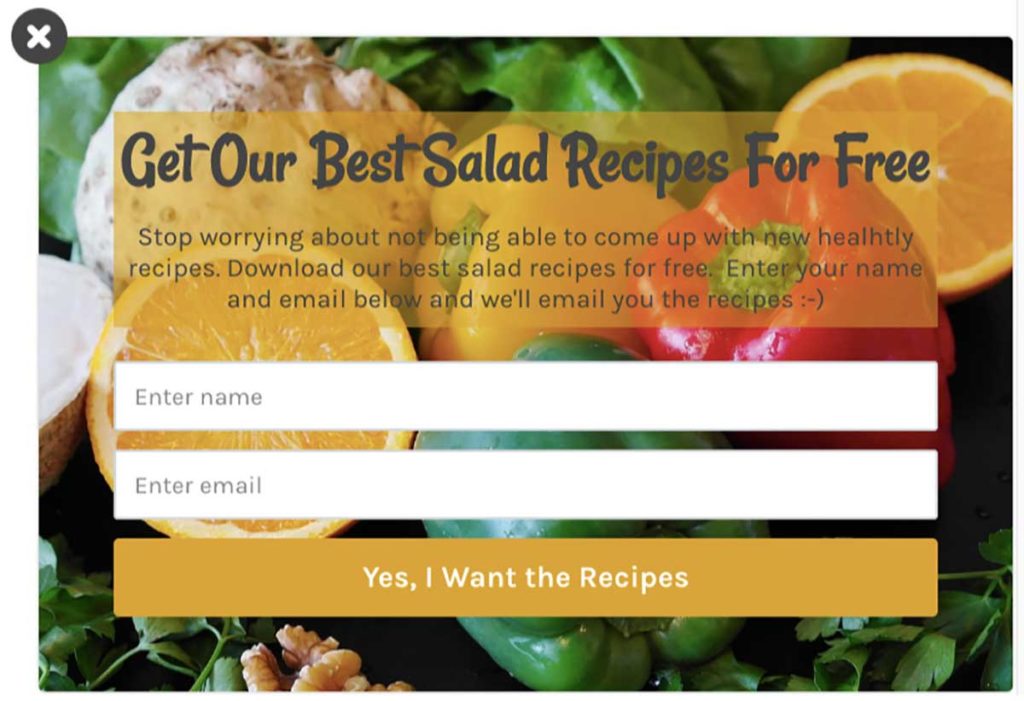 Get Our Best Salad Recipes For Free
Stop worrying about not being able to come up with new healhtly
recipes. Download our best salad recipes for free. Enter your name
and email below and we'll email you the recipes :-)
Enter name
Enter email
Yes, I Want the Recipes